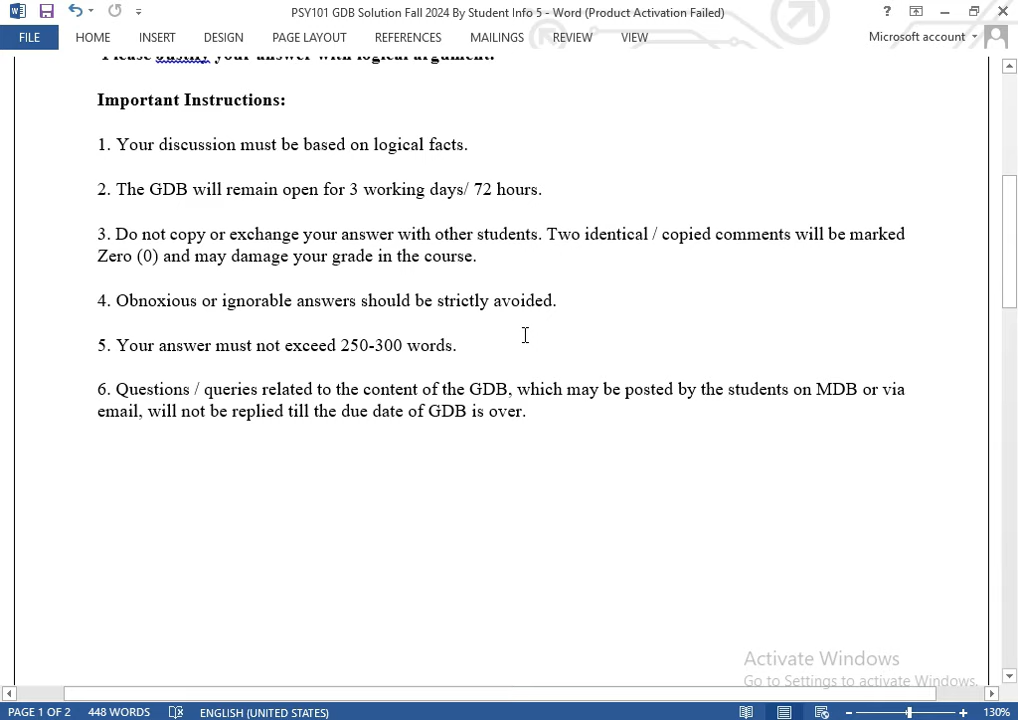 PSY101 GDB Solution Fall 2024 By Student Info 5 - Word (Product Activation Failed)
FILE HOME INSERT DESIGN PAGE LAYOUT REFERENCES MAILINGS REVIEW VIEW Microsoft account
Please Justify your answer with logical argument.
Important Instructions:
1. Your discussion must be based on logical facts.
2. The GDB will remain open for 3 working days/ 72 hours.
3. Do not copy or exchange your answer with other students. Two identical / copied comments will be marked
Zero (0) and may damage your grade in the course.
4. Obnoxious or ignorable answers should be strictly avoided.
5. Your answer must not exceed 250-300 words.
6. Questions / queries related to the content of the GDB, which may be posted by the students on MDB or via
email, will not be replied till the due date of GDB is over.
Activate Windows
Go to Settings to activate Windows.
PAGE 1 OF 2 448 WORDS ENGLISH (UNITED STATES) 130%